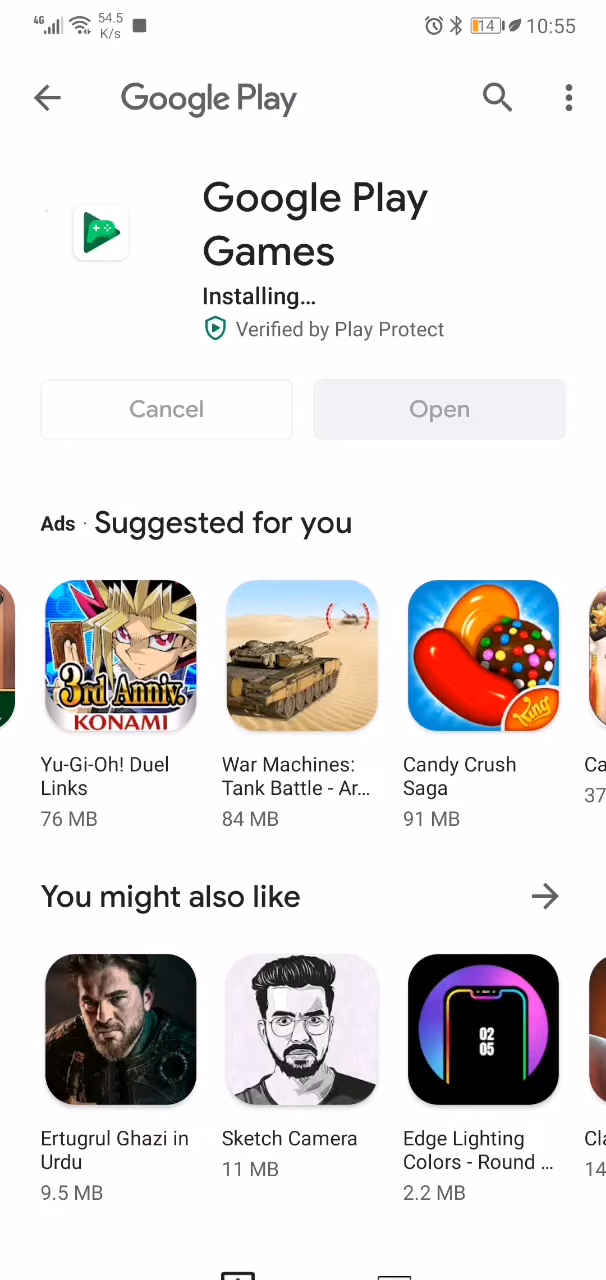 4G 54.5 K/s 14 10:55
Google Play
Google Play
Games
Installing...
Verified by Play Protect
Cancel Open
Ads · Suggested for you
3rd Anniv.
KONAMI
King
Yu-Gi-Oh! Duel
Links
76 MB
War Machines:
Tank Battle - Ar...
84 MB
Candy Crush
Saga
91 MB
Ca
37
You might also like
02
05
Ertugrul Ghazi in
Urdu
9.5 MB
Sketch Camera
11 MB
Edge Lighting
Colors - Round ...
2.2 MB
Cla
14